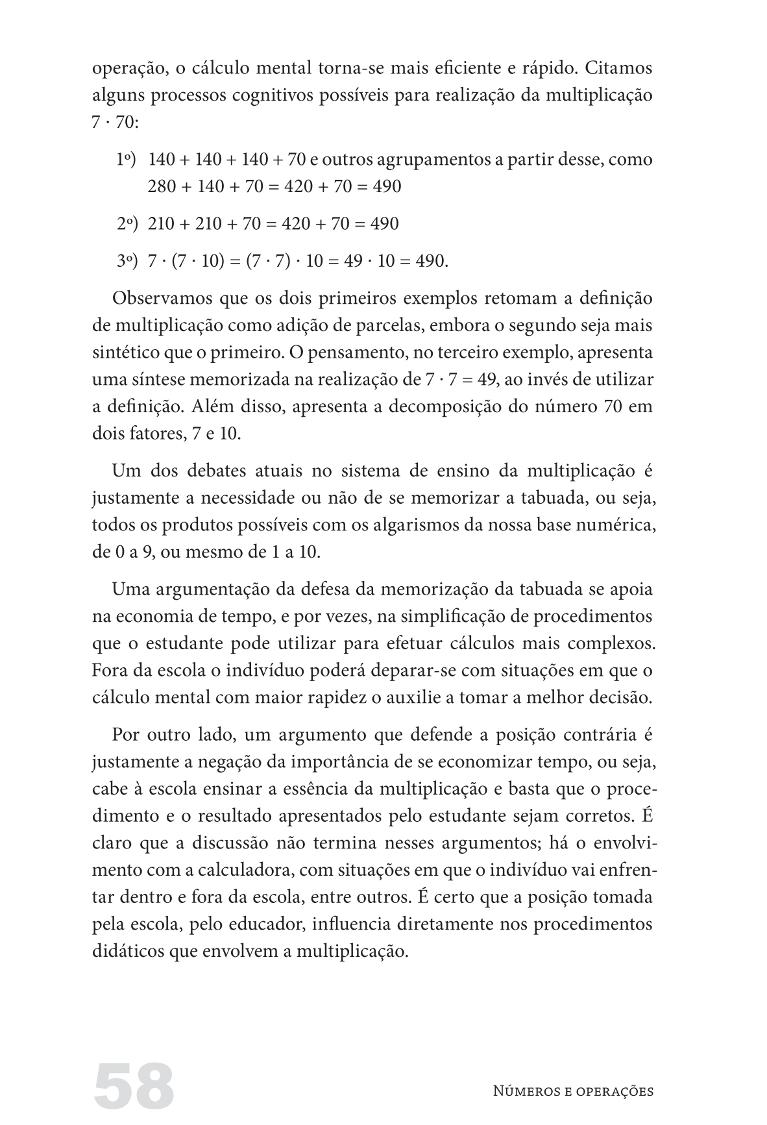 operação, o cálculo mental torna-se mais eficiente e rápido. Citamos
alguns processos cognitivos possíveis para realização da multiplicação
7 · 70:
1º) 140 + 140 + 140 + 70 e outros agrupamentos a partir desse, como
280 + 140 + 70 = 420 + 70 = 490
2º) 210 + 210 + 70 = 420 + 70 = 490
3º) 7 · (7 · 10) = (7 · 7) · 10 = 49 · 10 = 490.
Observamos que os dois primeiros exemplos retomam a definição
de multiplicação como adição de parcelas, embora o segundo seja mais
sintético que o primeiro. O pensamento, no terceiro exemplo, apresenta
uma síntese memorizada na realização de 7 · 7 = 49, ao invés de utilizar
a definição. Além disso, apresenta a decomposição do número 70 em
dois fatores, 7 e 10.
Um dos debates atuais no sistema de ensino da multiplicação é
justamente a necessidade ou não de se memorizar a tabuada, ou seja,
todos os produtos possíveis com os algarismos da nossa base numérica,
de 0 a 9, ou mesmo de 1 a 10.
Uma argumentação da defesa da memorização da tabuada se apoia
na economia de tempo, e por vezes, na simplificação de procedimentos
que o estudante pode utilizar para efetuar cálculos mais complexos.
Fora da escola o indivíduo poderá deparar-se com situações em que o
cálculo mental com maior rapidez o auxilie a tomar a melhor decisão.
Por outro lado, um argumento que defende a posição contrária é
justamente a negação da importância de se economizar tempo, ou seja,
cabe à escola ensinar a essência da multiplicação e basta que o proce-
dimento e o resultado apresentados pelo estudante sejam corretos. É
claro que a discussão não termina nesses argumentos; há o envolvi-
mento com a calculadora, com situações em que o indivíduo vai enfren-
tar dentro e fora da escola, entre outros. É certo que a posição tomada
pela escola, pelo educador, influencia diretamente nos procedimentos
didáticos que envolvem a multiplicação.
58
Números e operações